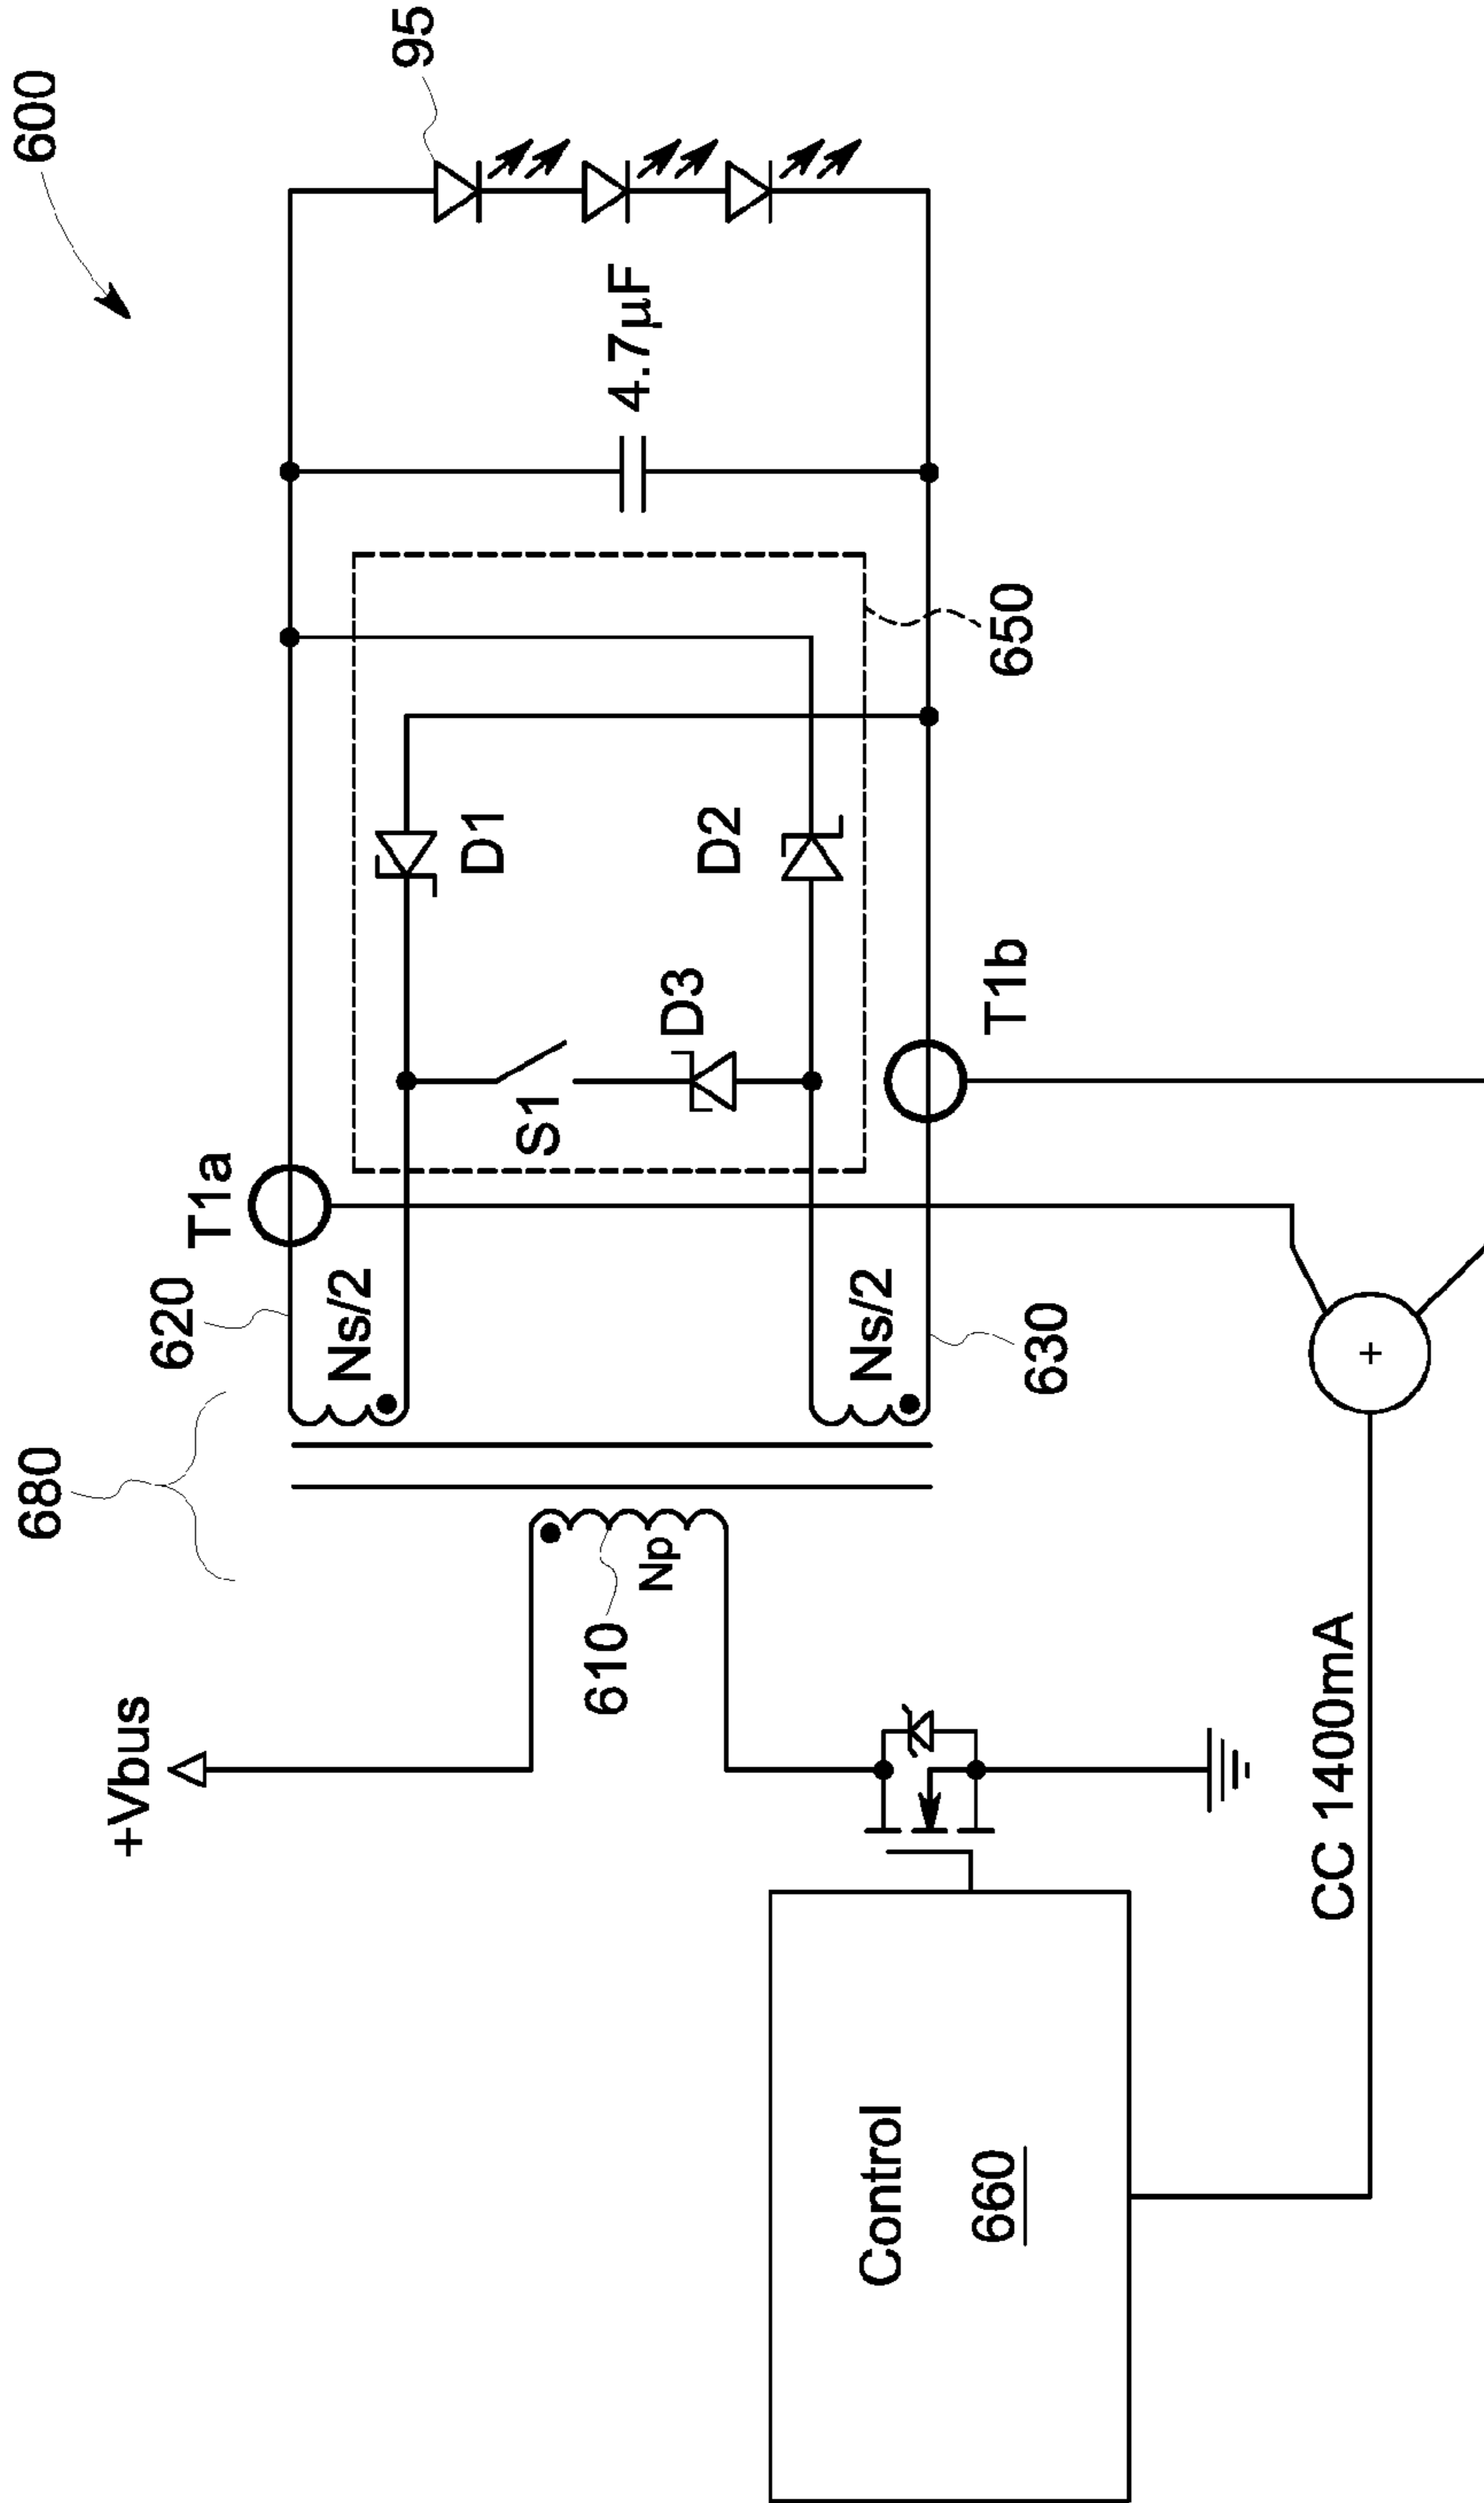 600
95
4.7µF
650
D1
D2
D3
S1
T1a
T1b
620
Ns/2
Ns/2
630
680
Np
610
+Vbus
CC 1400mA
+
Control
660